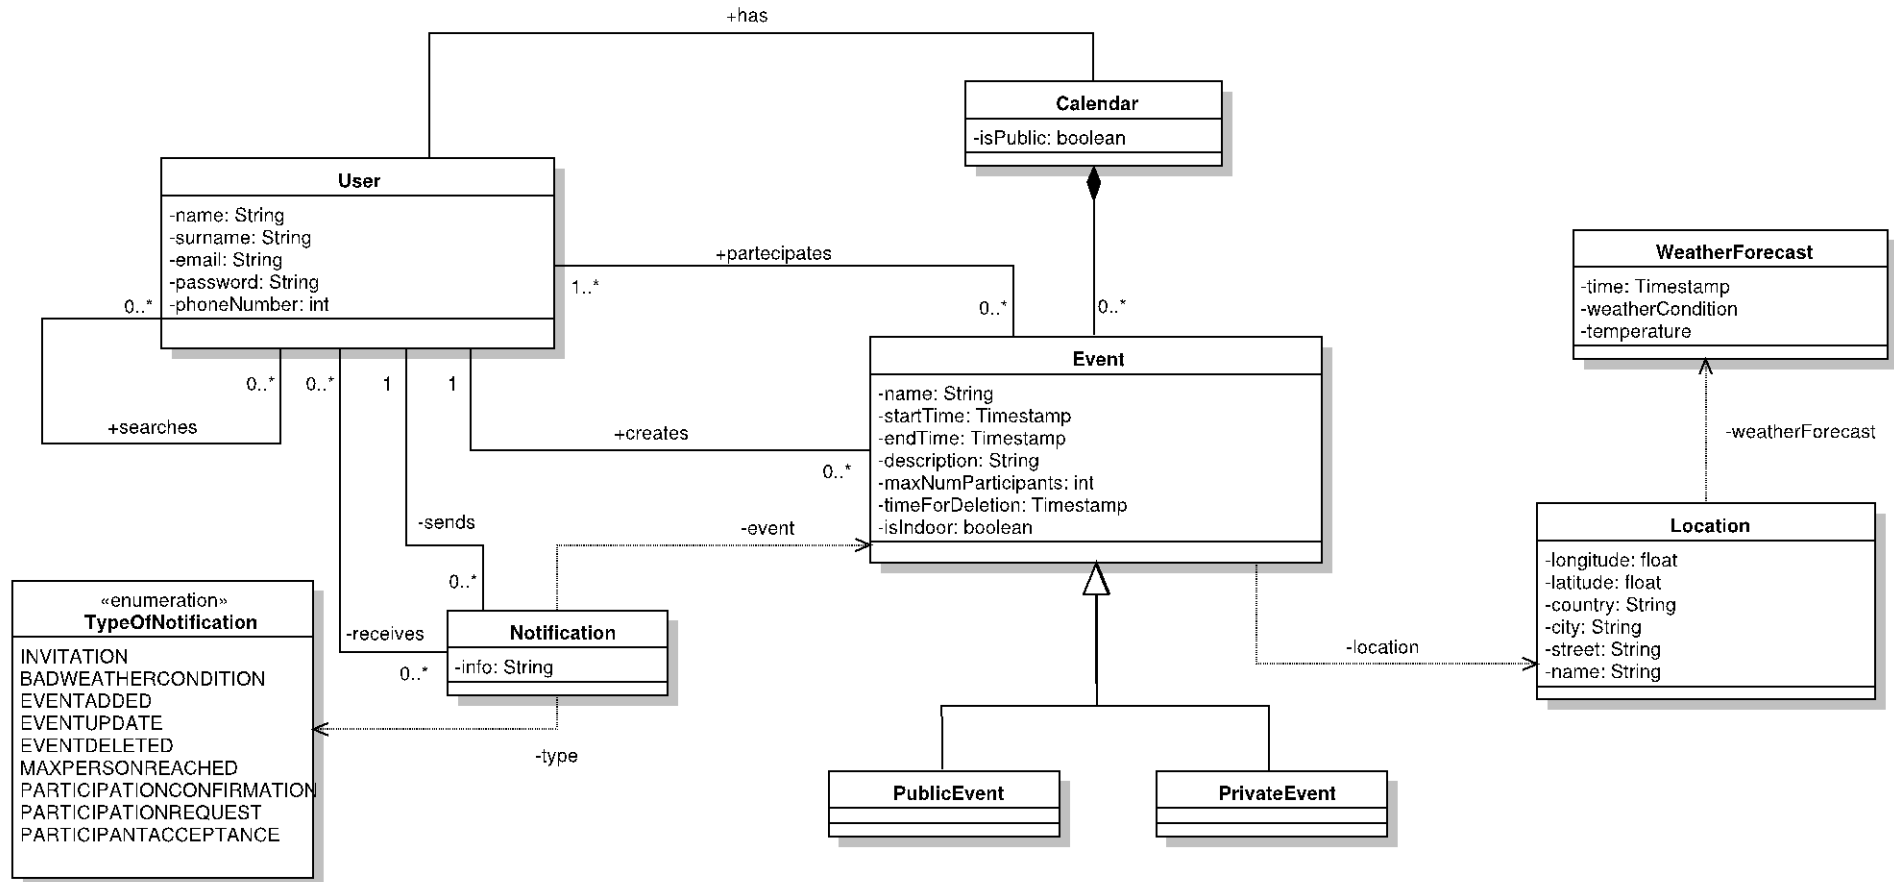 +has
Calendar
-isPublic: boolean
User
-name: String
-surname: String
-email: String
-password: String
-phoneNumber: int
+partecipates
1..*
0..*
0..*
0..*
0..*
0..*
1
1
+searches
+creates
0..*
Event
-name: String
-startTime: Timestamp
-endTime: Timestamp
-description: String
-maxNumParticipants: int
-timeForDeletion: Timestamp
-isIndoor: boolean
WeatherForecast
-time: Timestamp
-weatherCondition
-temperature
-weatherForecast
Location
-longitude: float
-latitude: float
-country: String
-city: String
-street: String
-name: String
-location
-sends
-event
0..*
-receives
0..*
Notification
-info: String
-type
«enumeration»
TypeOfNotification
INVITATION
BADWEATHERCONDITION
EVENTADDED
EVENTUPDATE
EVENTDELETED
MAXPERSONREACHED
PARTICIPATIONCONFIRMATION
PARTICIPATIONREQUEST
PARTICIPANTACCEPTANCE
PublicEvent
PrivateEvent